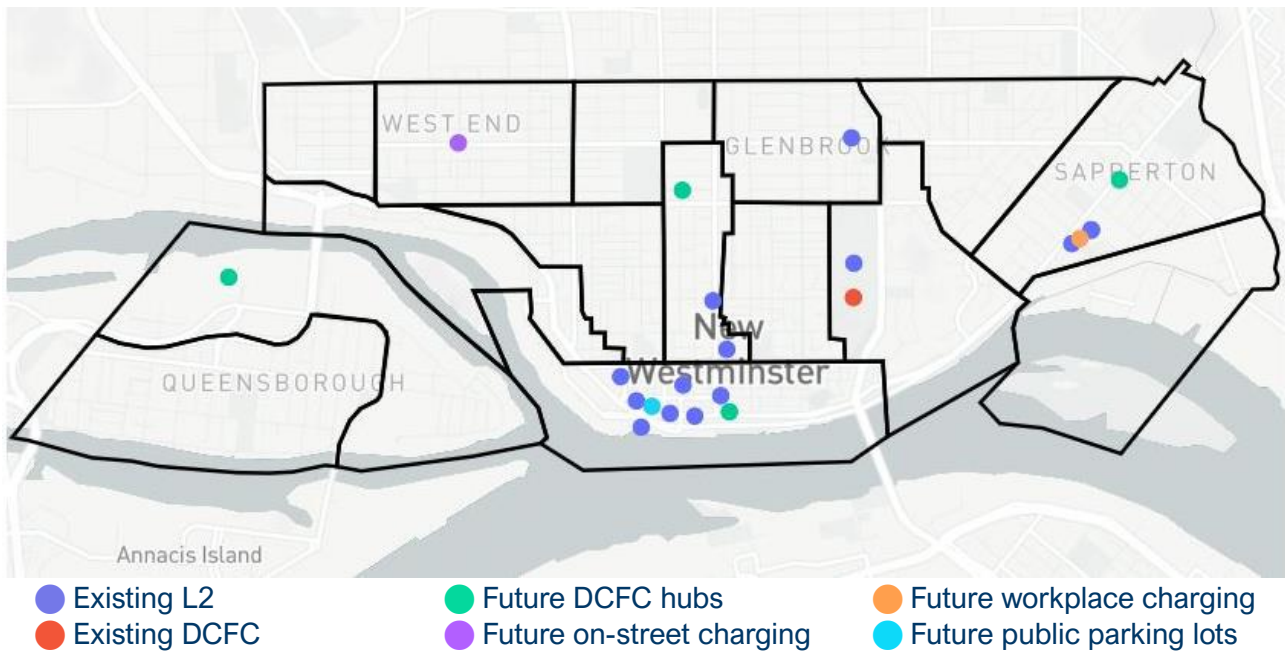 WEST END
GLENBROOK
SAPPERTON
New
Westminster
QUEENSBOROUGH
Annacis Island
Existing L2
Future DCFC hubs
Future workplace charging
Existing DCFC
Future on-street charging
Future public parking lots